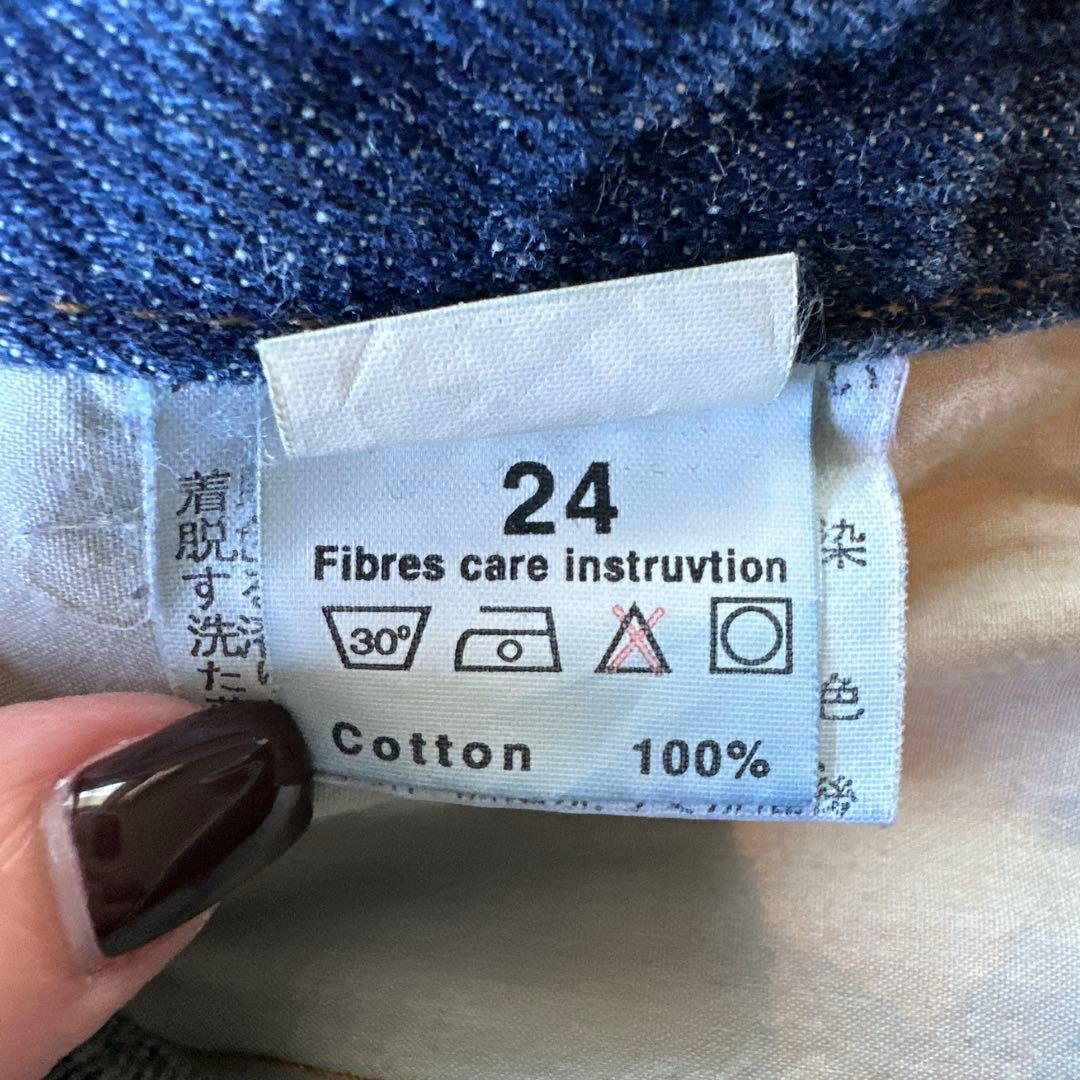 24
Fibres care instruvtion
30°
Cotton 100%
着
脱
す
洗
た
染
色